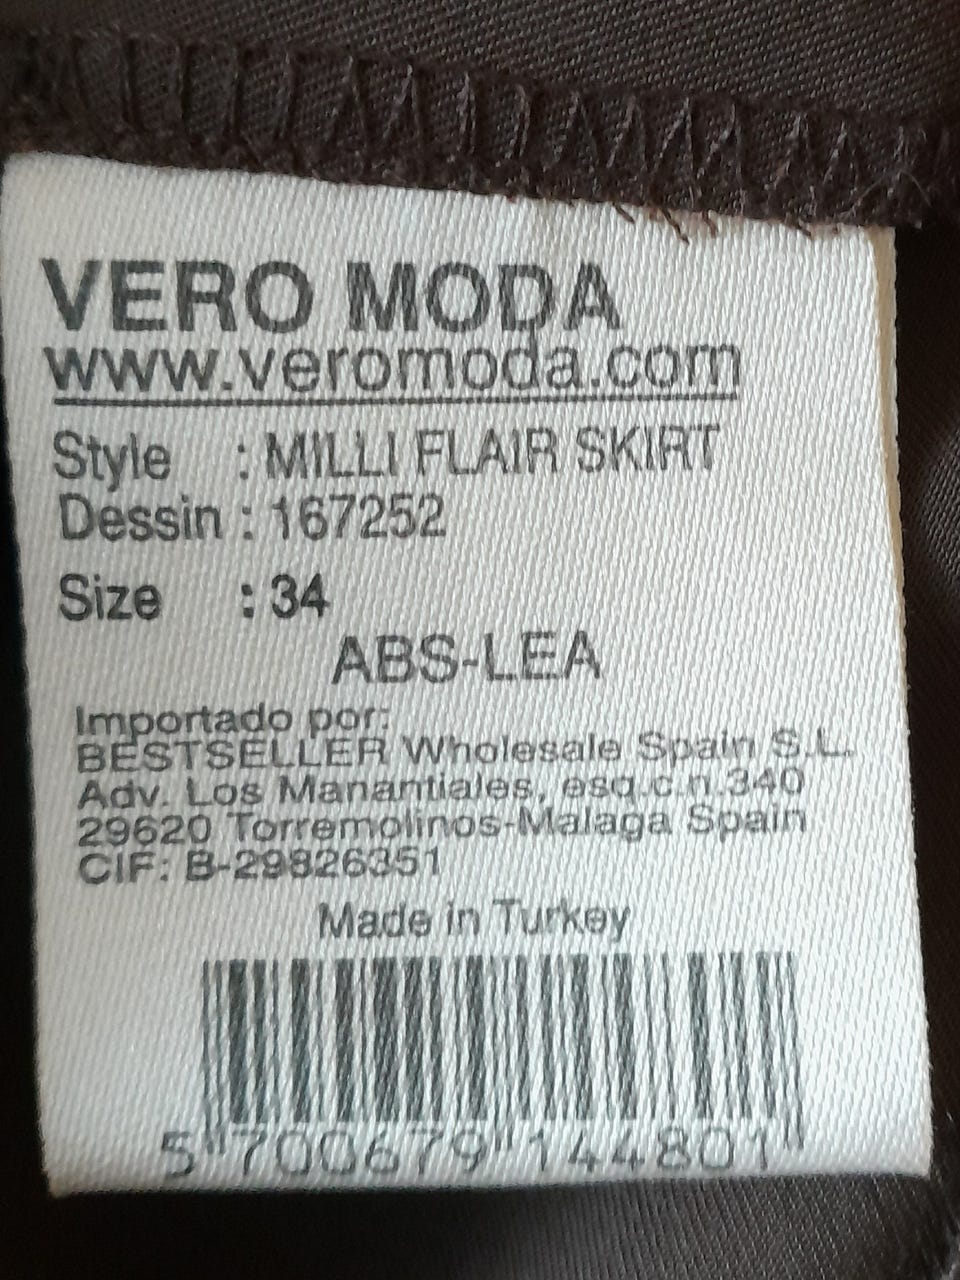 VERO MODA
www.veromoda.com
Style : MILLI FLAIR SKIRT
Dessin : 167252
Size : 34
ABS-LEA
Importado por:
BESTSELLER Wholesale Spain S.L.
Adv. Los Manantiales, esq.c.n.340
29620 Torremolinos-Malaga Spain
CIF: B-29826351
Made in Turkey
5 700679 144801